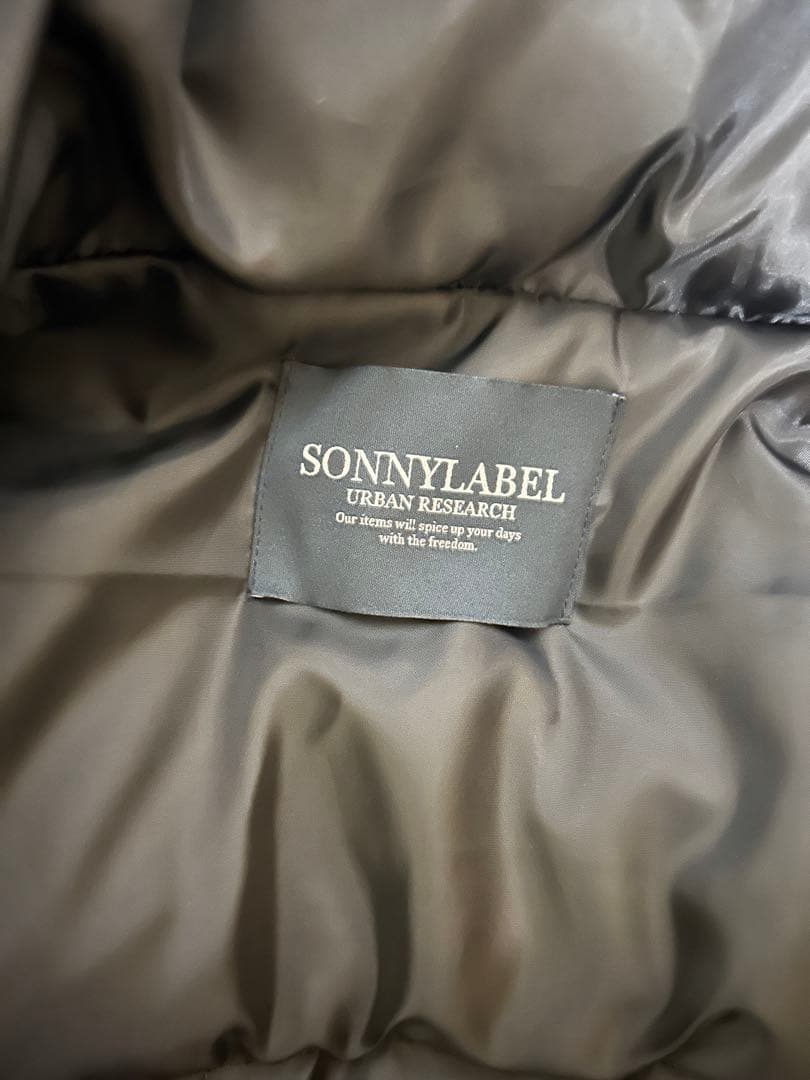 SONNYLABEL
URBAN RESEARCH
Our items will spice up your days
with the freedom.